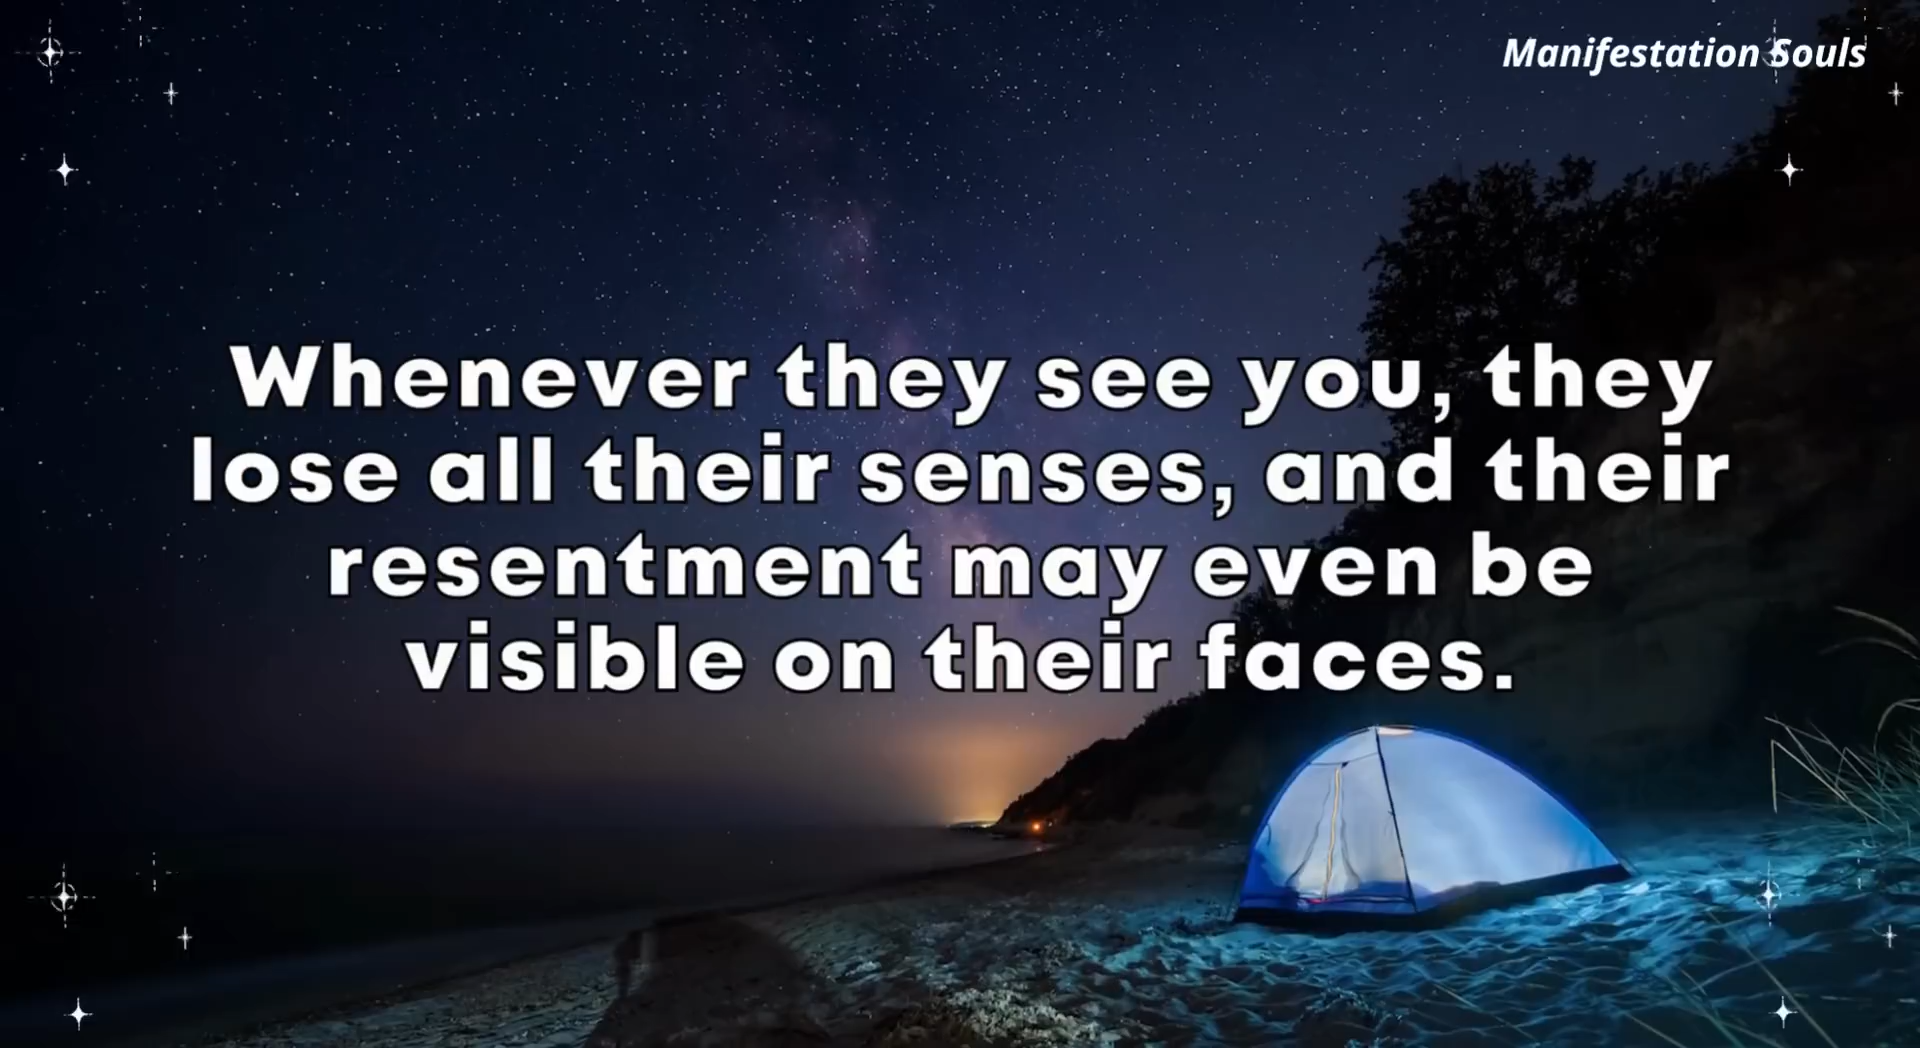 Manifestation Souls
Whenever they see you, they
lose all their senses, and their
resentment may even be
visible on their faces.